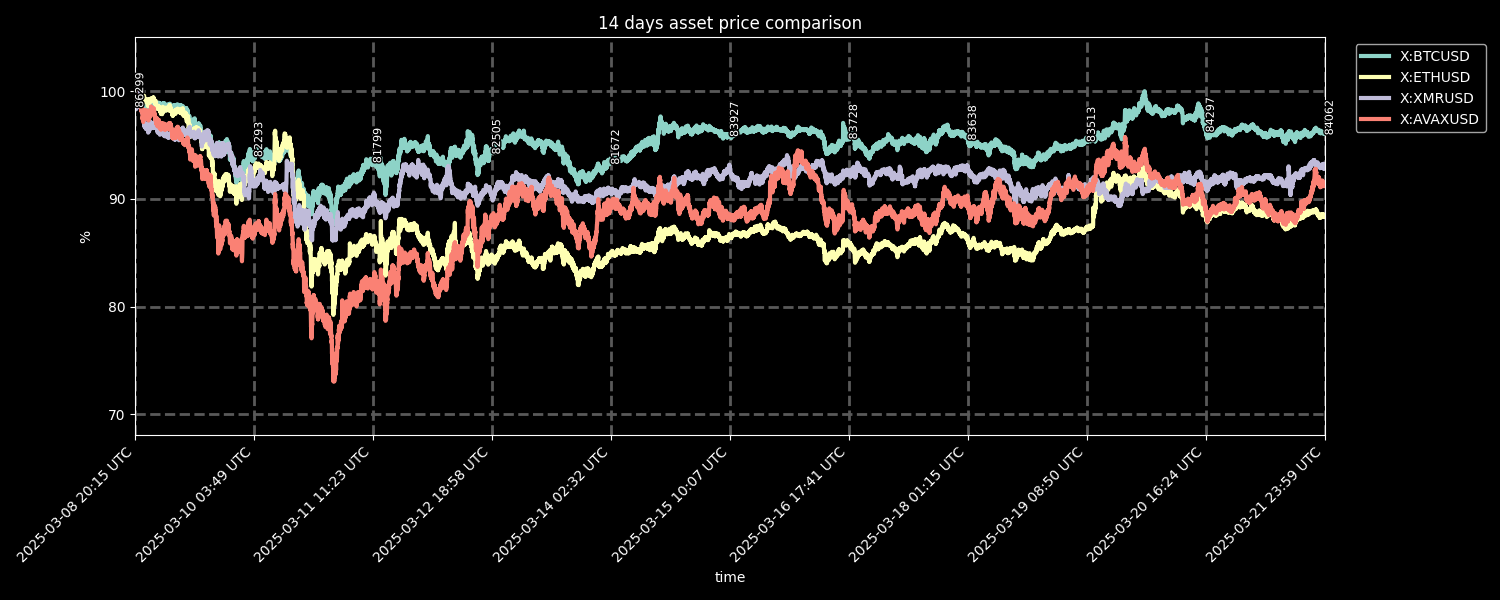 14 days asset price comparison
X:BTCUSD
X:ETHUSD
X:XMRUSD
X:AVAXUSD
%
100
90
80
70
86299
82293
81799
82505
81672
83927
83728
83638
83513
84297
84062
2025-03-08 20:15 UTC
2025-03-10 03:49 UTC
2025-03-11 11:23 UTC
2025-03-12 18:58 UTC
2025-03-14 02:32 UTC
2025-03-15 10:07 UTC
2025-03-16 17:41 UTC
2025-03-18 01:15 UTC
2025-03-19 08:50 UTC
2025-03-20 16:24 UTC
2025-03-21 23:59 UTC
time